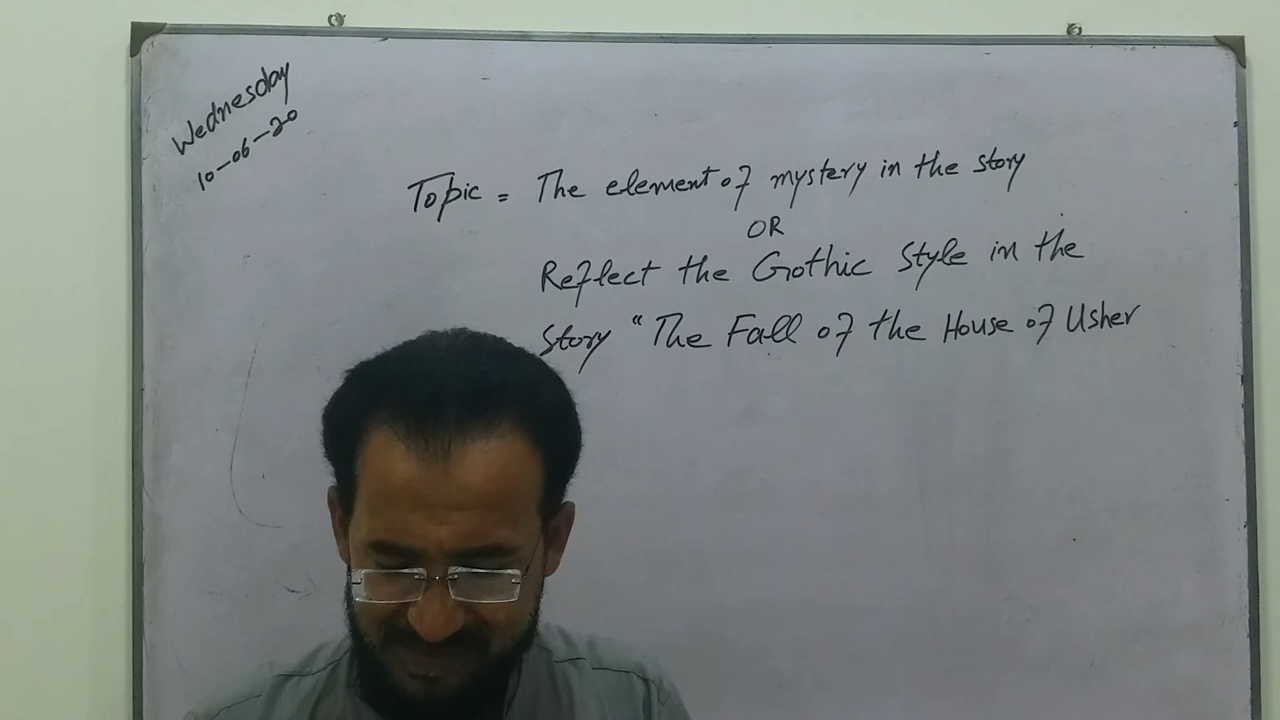 Wednesday
10-06-20
Topic = The element of mystery in the story
OR
Reflect the Gothic Style in the
Story "The Fall of the House of Usher